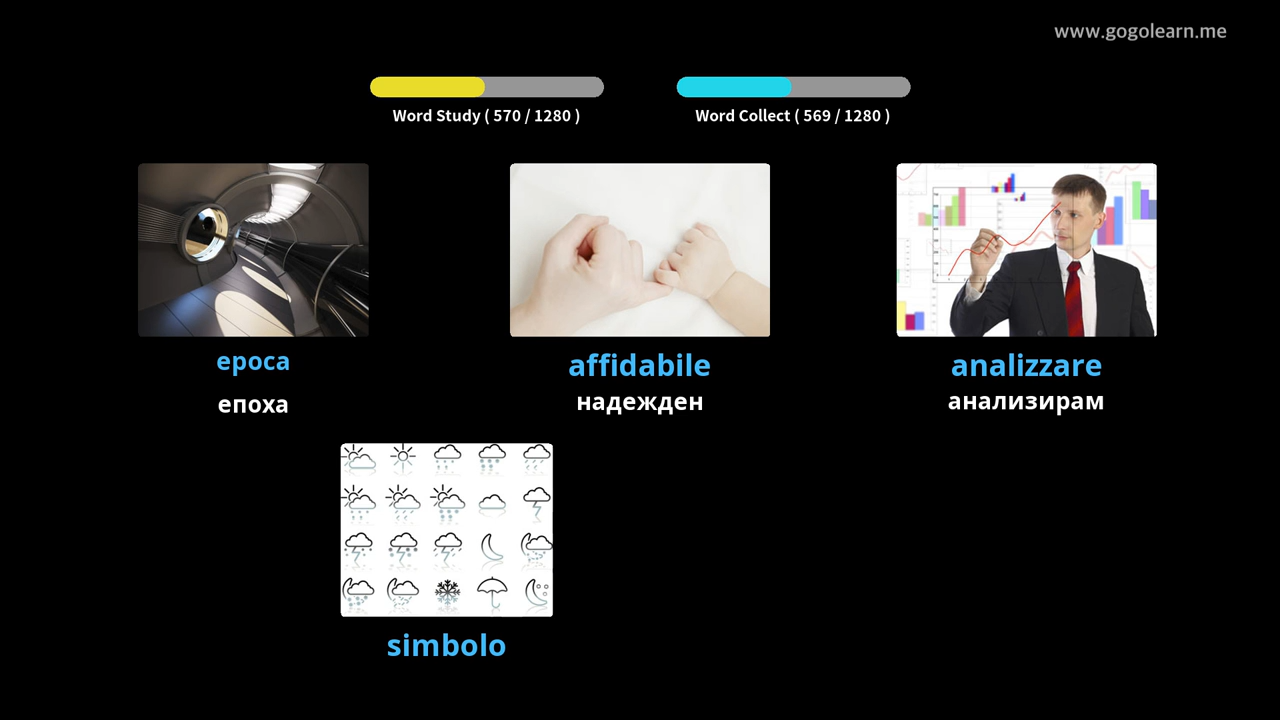 www.gogolearn.me
Word Study ( 570 / 1280 )
Word Collect ( 569 / 1280 )
epoca
епоха
affidabile
надежден
analizzare
анализирам
simbolo